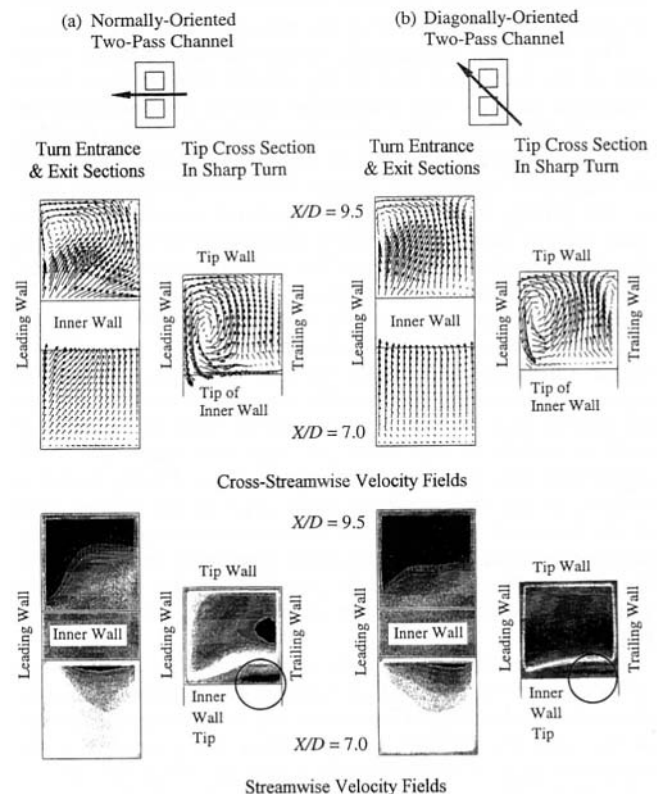 (a) Normally-Oriented
Two-Pass Channel
(b) Diagonally-Oriented
Two-Pass Channel
Turn Entrance
& Exit Sections
Tip Cross Section
In Sharp Turn
Turn Entrance
& Exit Sections
Tip Cross Section
In Sharp Turn
X/D = 9.5
Leading Wall
Inner Wall
Leading Wall
Tip Wall
Trailing Wall
Tip of
Inner Wall
Leading Wall
Inner Wall
Leading Wall
Tip Wall
Trailing Wall
Tip of
Inner Wall
X/D = 7.0
Cross-Streamwise Velocity Fields
X/D = 9.5
Leading Wall
Inner Wall
Leading Wall
Tip Wall
Trailing Wall
Inner
Wall
Tip
Leading Wall
Inner Wall
Leading Wall
Tip Wall
Trailing Wall
Inner
Wall
Tip
X/D = 7.0
Streamwise Velocity Fields